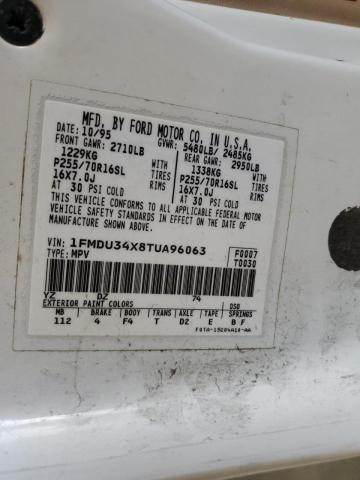 MFD. BY FORD MOTOR CO. IN U.S.A.
DATE: 10/95 GVWR: 5480LB/ 2485KG
FRONT GAWR: 2710LB REAR GAWR: 2950LB
1229KG WITH 1338KG WITH
P255/70R16SL TIRES P255/70R16SL TIRES
16X7.0J RIMS 16X7.0J RIMS
AT 30 PSI COLD AT 30 PSI COLD
THIS VEHICLE CONFORMS TO ALL APPLICABLE FEDERAL MOTOR VEHICLE SAFETY AND BUMPER STANDARDS IN EFFECT ON THE DATE OF MANUFACTURE SHOWN ABOVE.
VIN: 1FMDU34X8TUA96063
TYPE: MPV
F0007
T0030
YZ DZ 74
EXTERIOR PAINT COLORS DSO
WB BRAKE BODY TRANS AXLE TAPE SPRINGS
112 4 F4 T D2 E B F